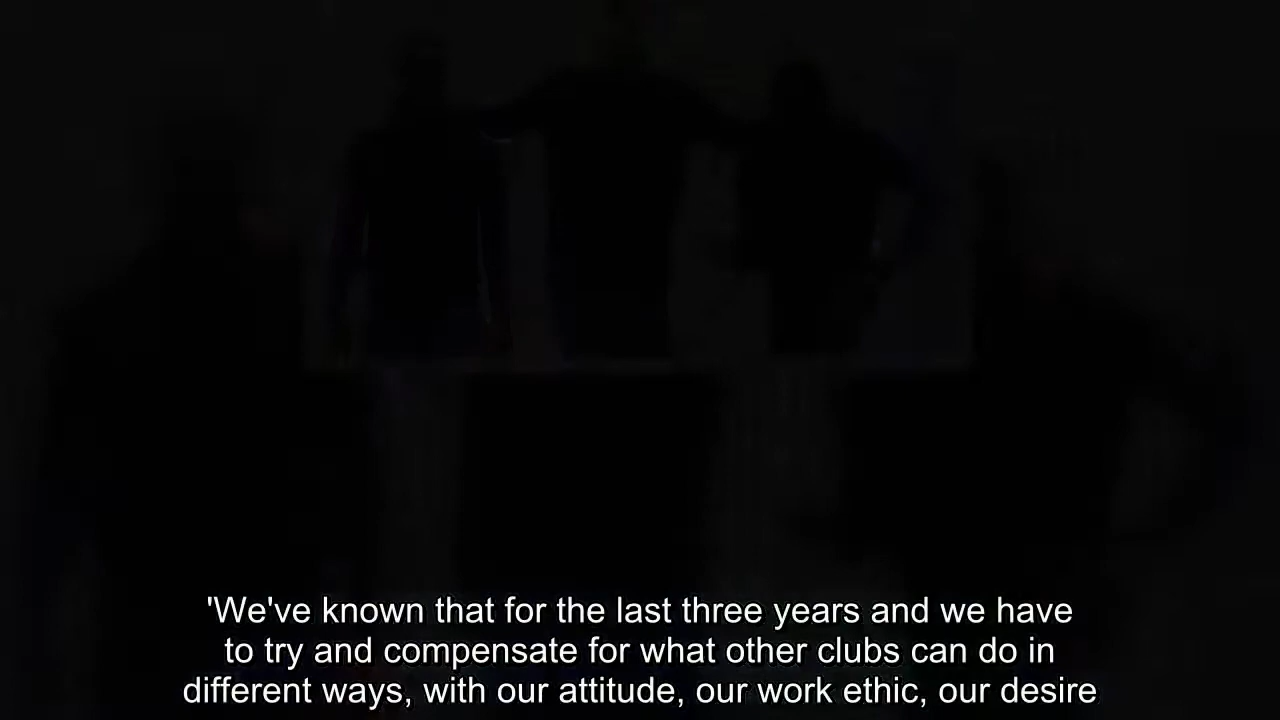 'We've known that for the last three years and we have
to try and compensate for what other clubs can do in
different ways, with our attitude, our work ethic, our desire